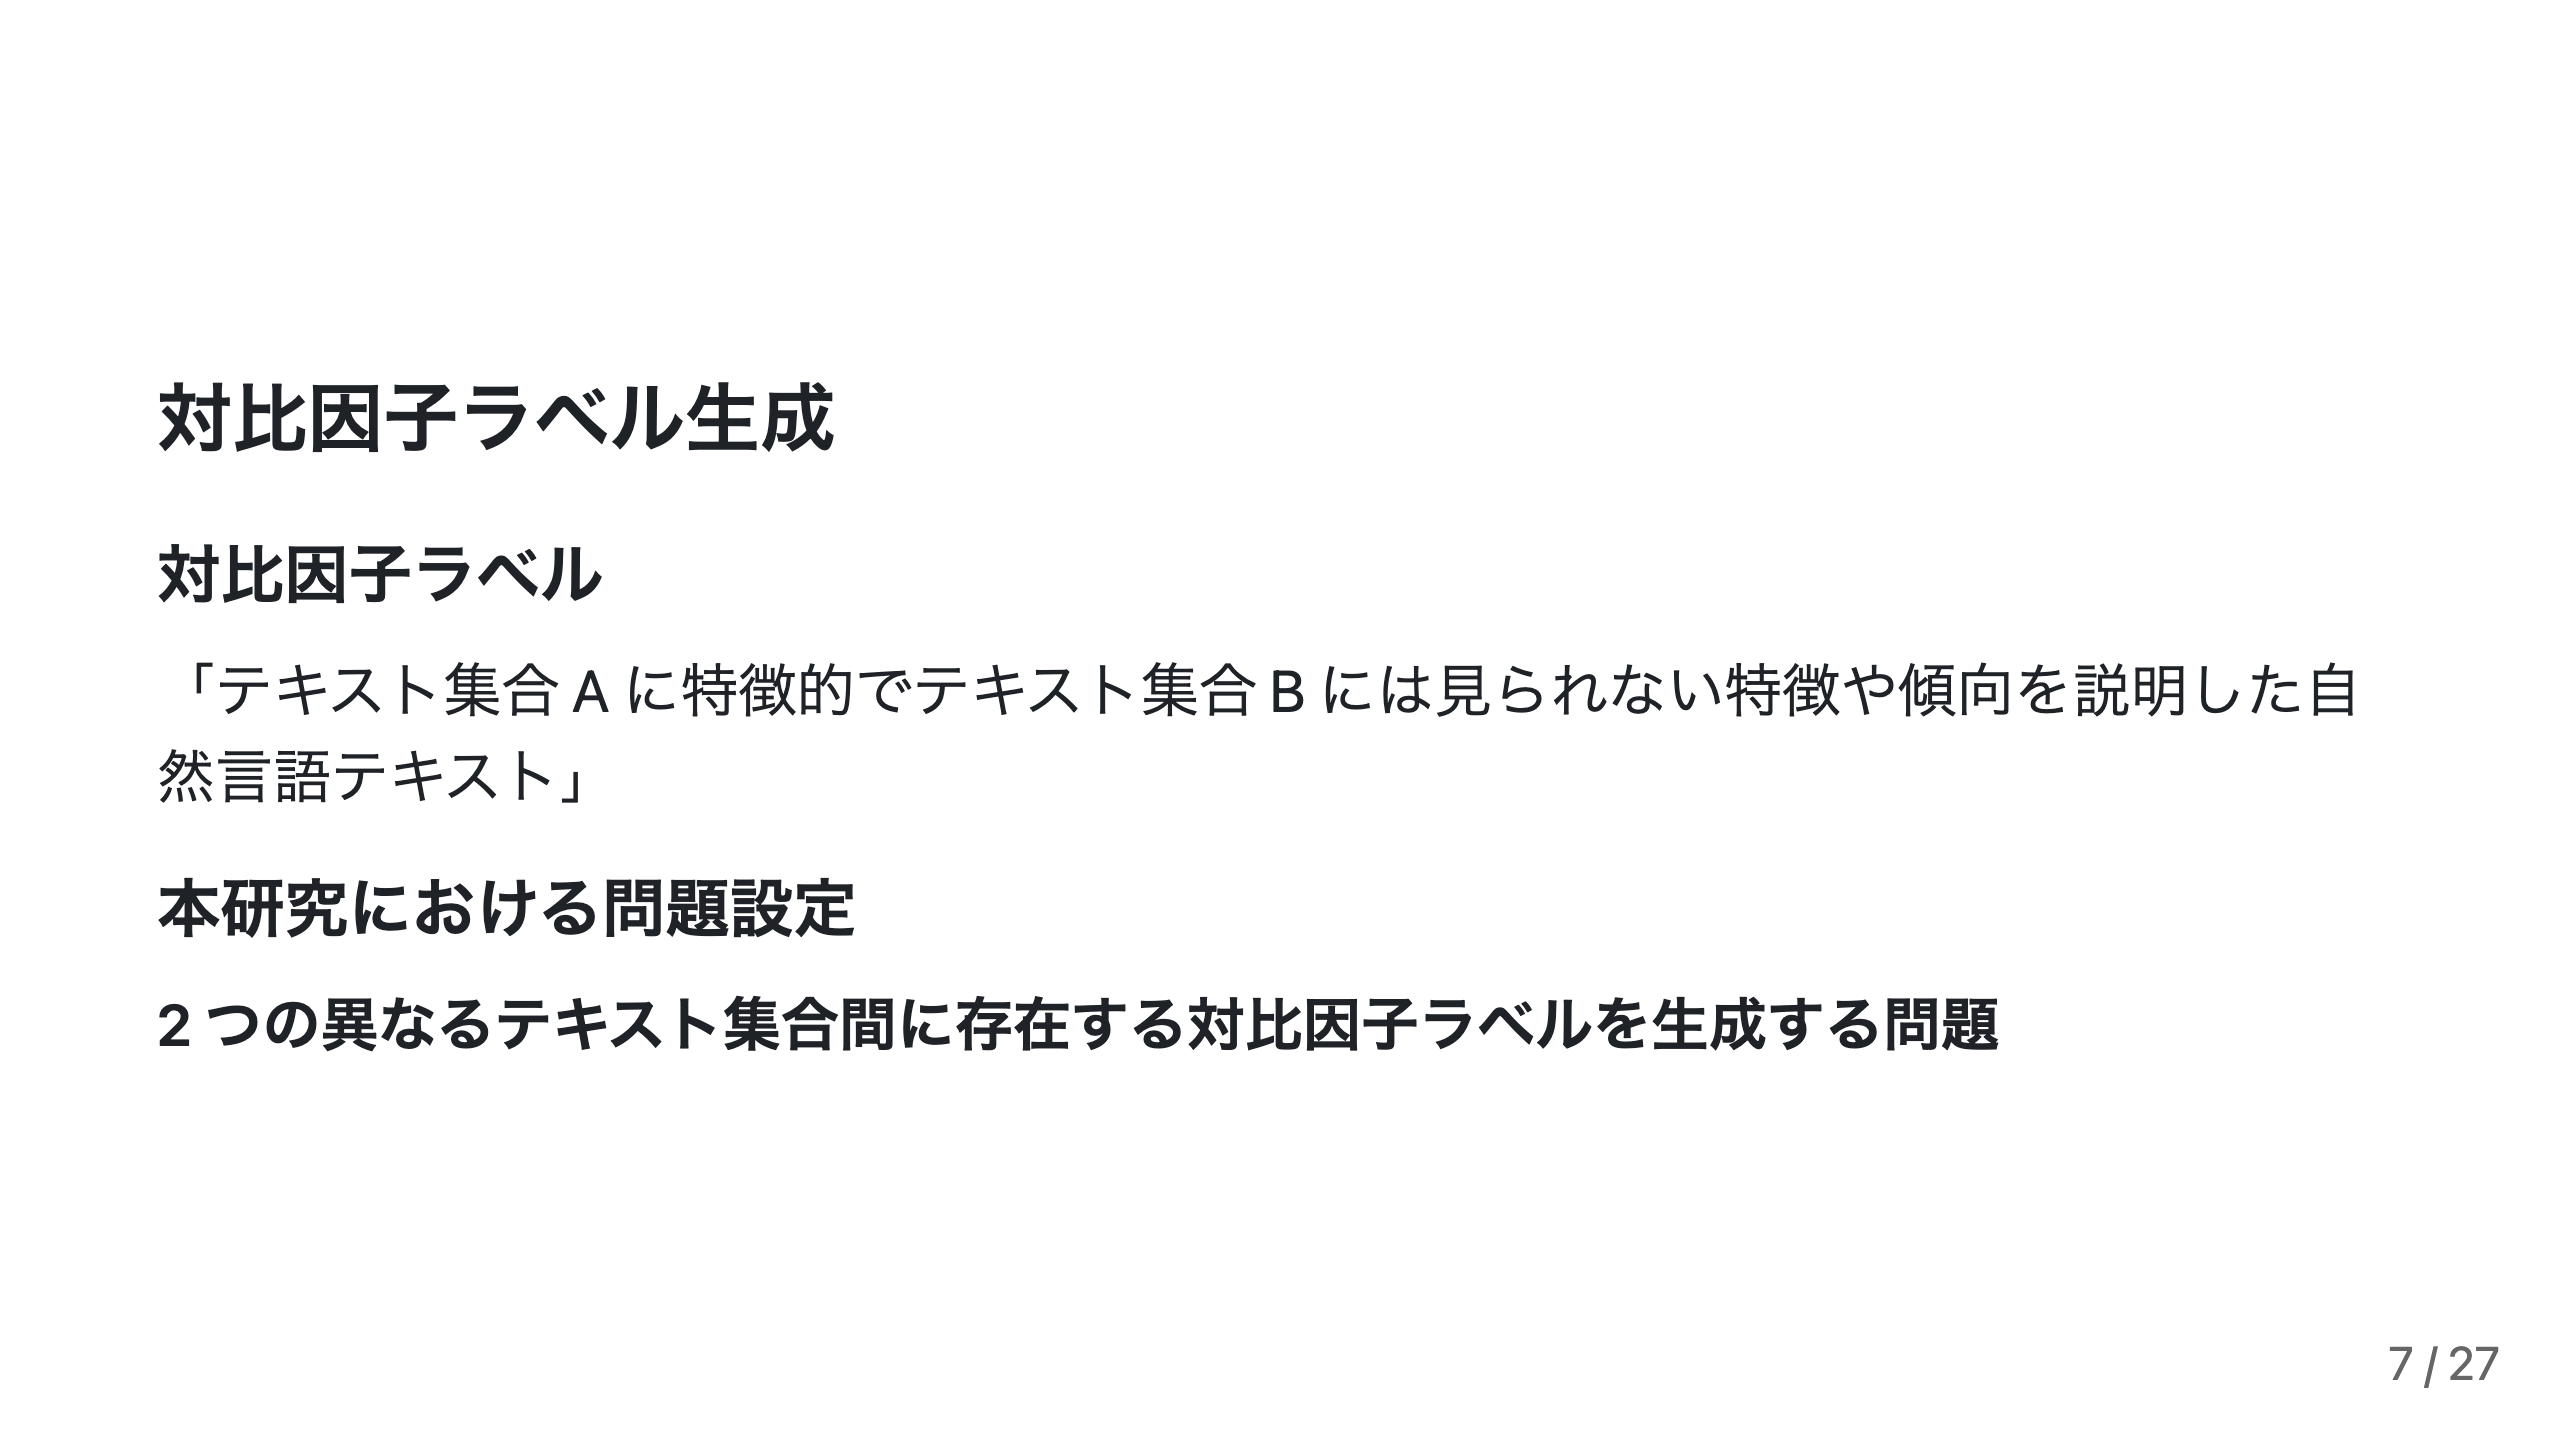 対比因子ラベル生成
対比因子ラベル
「テキスト集合 A に特徴的でテキスト集合 B には見られない特徴や傾向を説明した自
然言語テキスト」
本研究における問題設定
2 つの異なるテキスト集合間に存在する対比因子ラベルを生成する問題
7 / 27